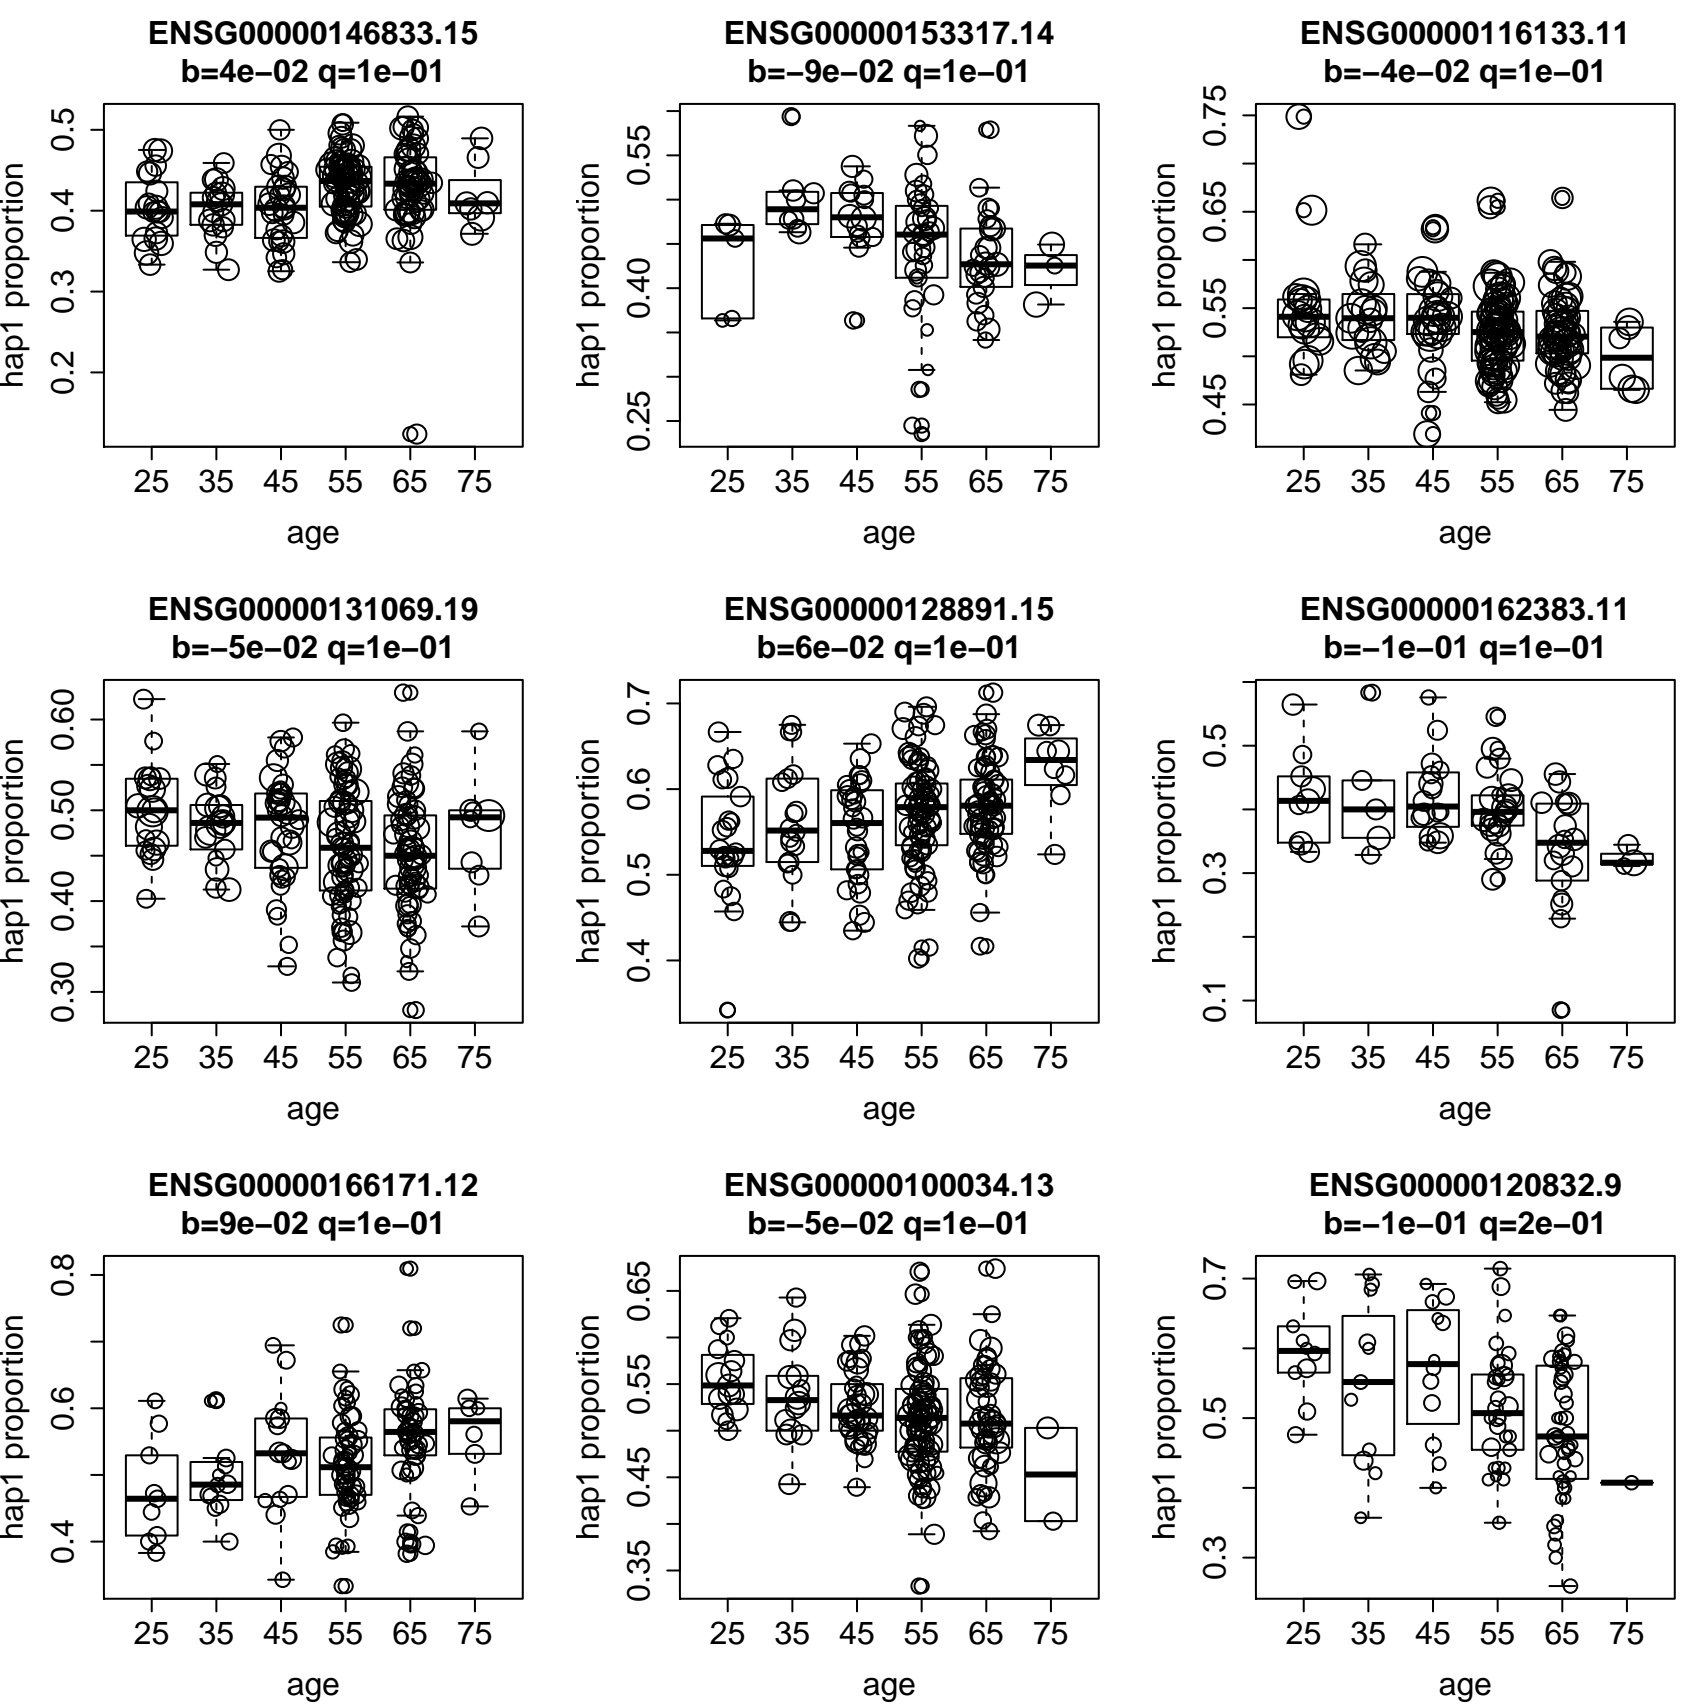 ENSG00000146833.15
b=4e−02 q=1e−01
hap1 proportion
0.5
0.4
0.3
0.2
25 35 45 55 65 75
age
ENSG00000153317.14
b=−9e−02 q=1e−01
hap1 proportion
0.55
0.40
0.25
25 35 45 55 65 75
age
ENSG00000116133.11
b=−4e−02 q=1e−01
hap1 proportion
0.75
0.65
0.55
0.45
25 35 45 55 65 75
age
ENSG00000131069.19
b=−5e−02 q=1e−01
hap1 proportion
0.60
0.50
0.40
0.30
25 35 45 55 65 75
age
ENSG00000128891.15
b=6e−02 q=1e−01
hap1 proportion
0.7
0.6
0.5
0.4
25 35 45 55 65 75
age
ENSG00000162383.11
b=−1e−01 q=1e−01
hap1 proportion
0.5
0.3
0.1
25 35 45 55 65 75
age
ENSG00000166171.12
b=9e−02 q=1e−01
hap1 proportion
0.8
0.6
0.4
25 35 45 55 65 75
age
ENSG00000100034.13
b=−5e−02 q=1e−01
hap1 proportion
0.65
0.55
0.45
0.35
25 35 45 55 65 75
age
ENSG00000120832.9
b=−1e−01 q=2e−01
hap1 proportion
0.7
0.5
0.3
25 35 45 55 65 75
age